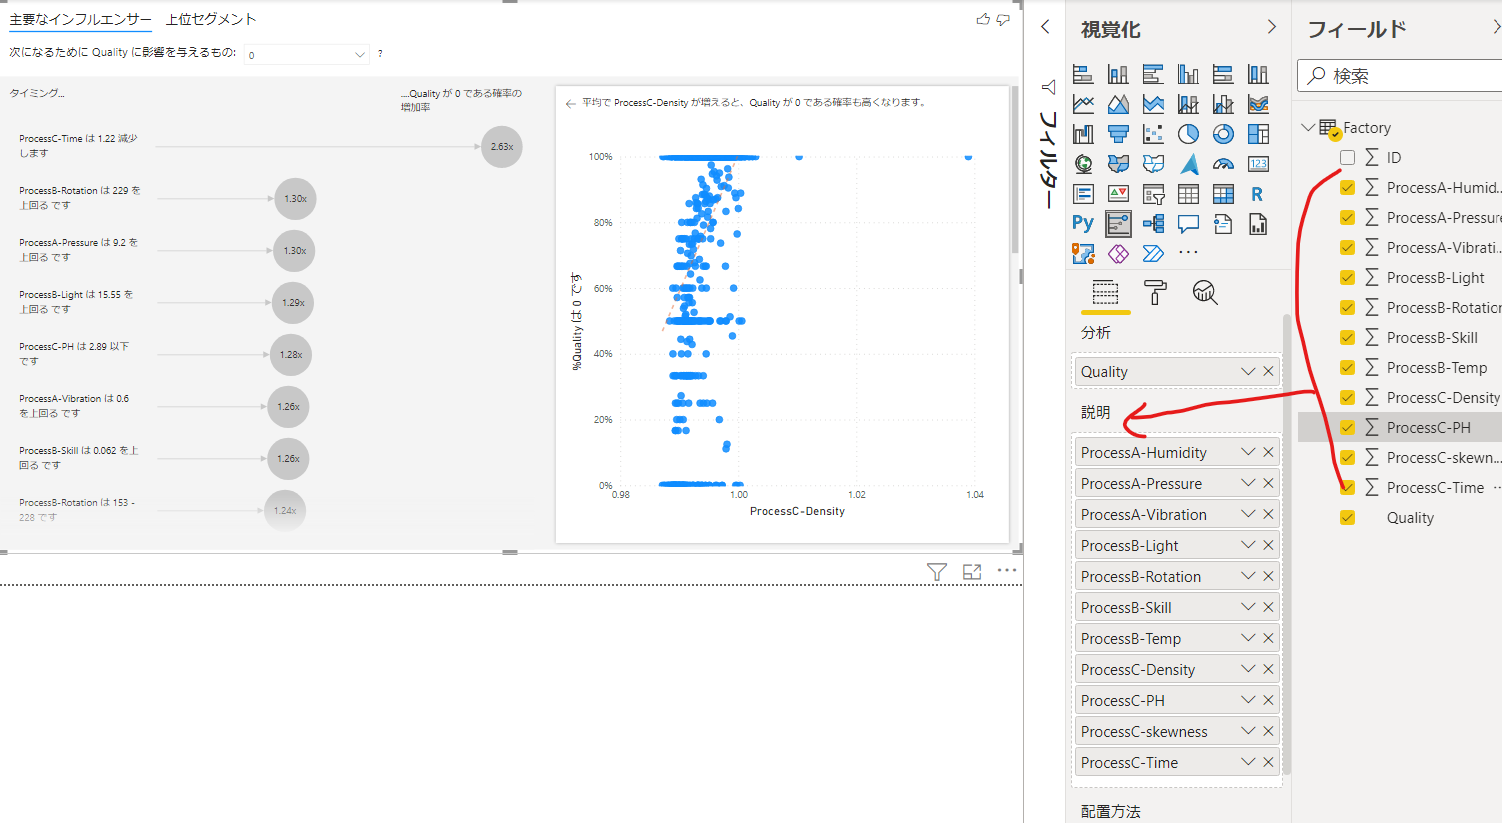 主要なインフルエンサー 上位セグメント
次になるために Quality に影響を与えるもの: 0 ?
タイミング...
....Quality が 0 である確率の
増加率
ProcessC-Time は 1.22 減少
します
2.63x
ProcessB-Rotation は 229 を
上回る です
1.30x
ProcessA-Pressure は 9.2 を
上回る です
1.30x
ProcessB-Light は 15.55 を
上回る です
1.29x
ProcessC-PH は 2.89 以下
です
1.28x
ProcessA-Vibration は 0.6
を上回る です
1.26x
ProcessB-Skill は 0.062 を上
回る です
1.26x
ProcessB-Rotation は 153 -
228 です
1.24x
← 平均で ProcessC-Density が増えると、Quality が 0 である確率も高くなります。
%Quality は 0 です
100%
80%
60%
40%
20%
0%
0.98 1.00 1.02 1.04
ProcessC-Density
フィルター
視覚化
123
R
Py
分析
Quality
説明
ProcessA-Humidity
ProcessA-Pressure
ProcessA-Vibration
ProcessB-Light
ProcessB-Rotation
ProcessB-Skill
ProcessB-Temp
ProcessC-Density
ProcessC-PH
ProcessC-skewness
ProcessC-Time
配置方法
フィールド
検索
Factory
∑ ID
∑ ProcessA-Humid...
∑ ProcessA-Pressure
∑ ProcessA-Vibrati...
∑ ProcessB-Light
∑ ProcessB-Rotation
∑ ProcessB-Skill
∑ ProcessB-Temp
∑ ProcessC-Density
∑ ProcessC-PH
∑ ProcessC-skewn...
∑ ProcessC-Time ...
Quality